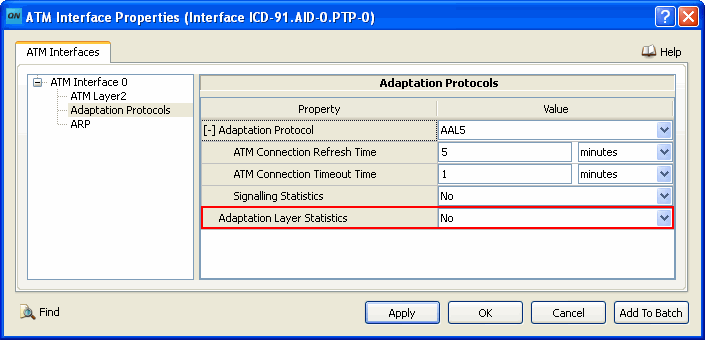 QN ATM Interface Properties (Interface ICD-91.AID-0.PTP-0)
ATM Interfaces
Help
ATM Interface 0
ATM Layer2
Adaptation Protocols
ARP
Adaptation Protocols
Property Value
[-] Adaptation Protocol AAL5
ATM Connection Refresh Time 5 minutes
ATM Connection Timeout Time 1 minutes
Signalling Statistics No
Adaptation Layer Statistics No
Find
Apply OK Cancel Add To Batch